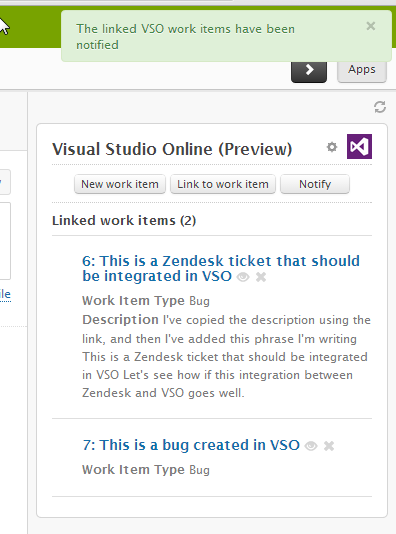 The linked VSO work items have been
notified
×
Apps
Visual Studio Online (Preview)
New work item
Link to work item
Notify
Linked work items (2)
6: This is a Zendesk ticket that should
be integrated in VSO
Work Item Type Bug
Description I've copied the description using the
link, and then I've added this phrase I'm writing
This is a Zendesk ticket that should be integrated
in VSO Let's see how if this integration between
Zendesk and VSO goes well.
7: This is a bug created in VSO
Work Item Type Bug